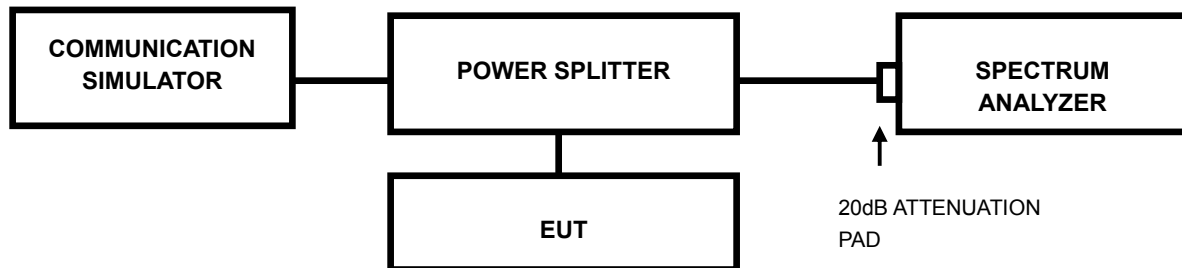 COMMUNICATION
SIMULATOR
POWER SPLITTER
SPECTRUM
ANALYZER
EUT
20dB ATTENUATION
PAD